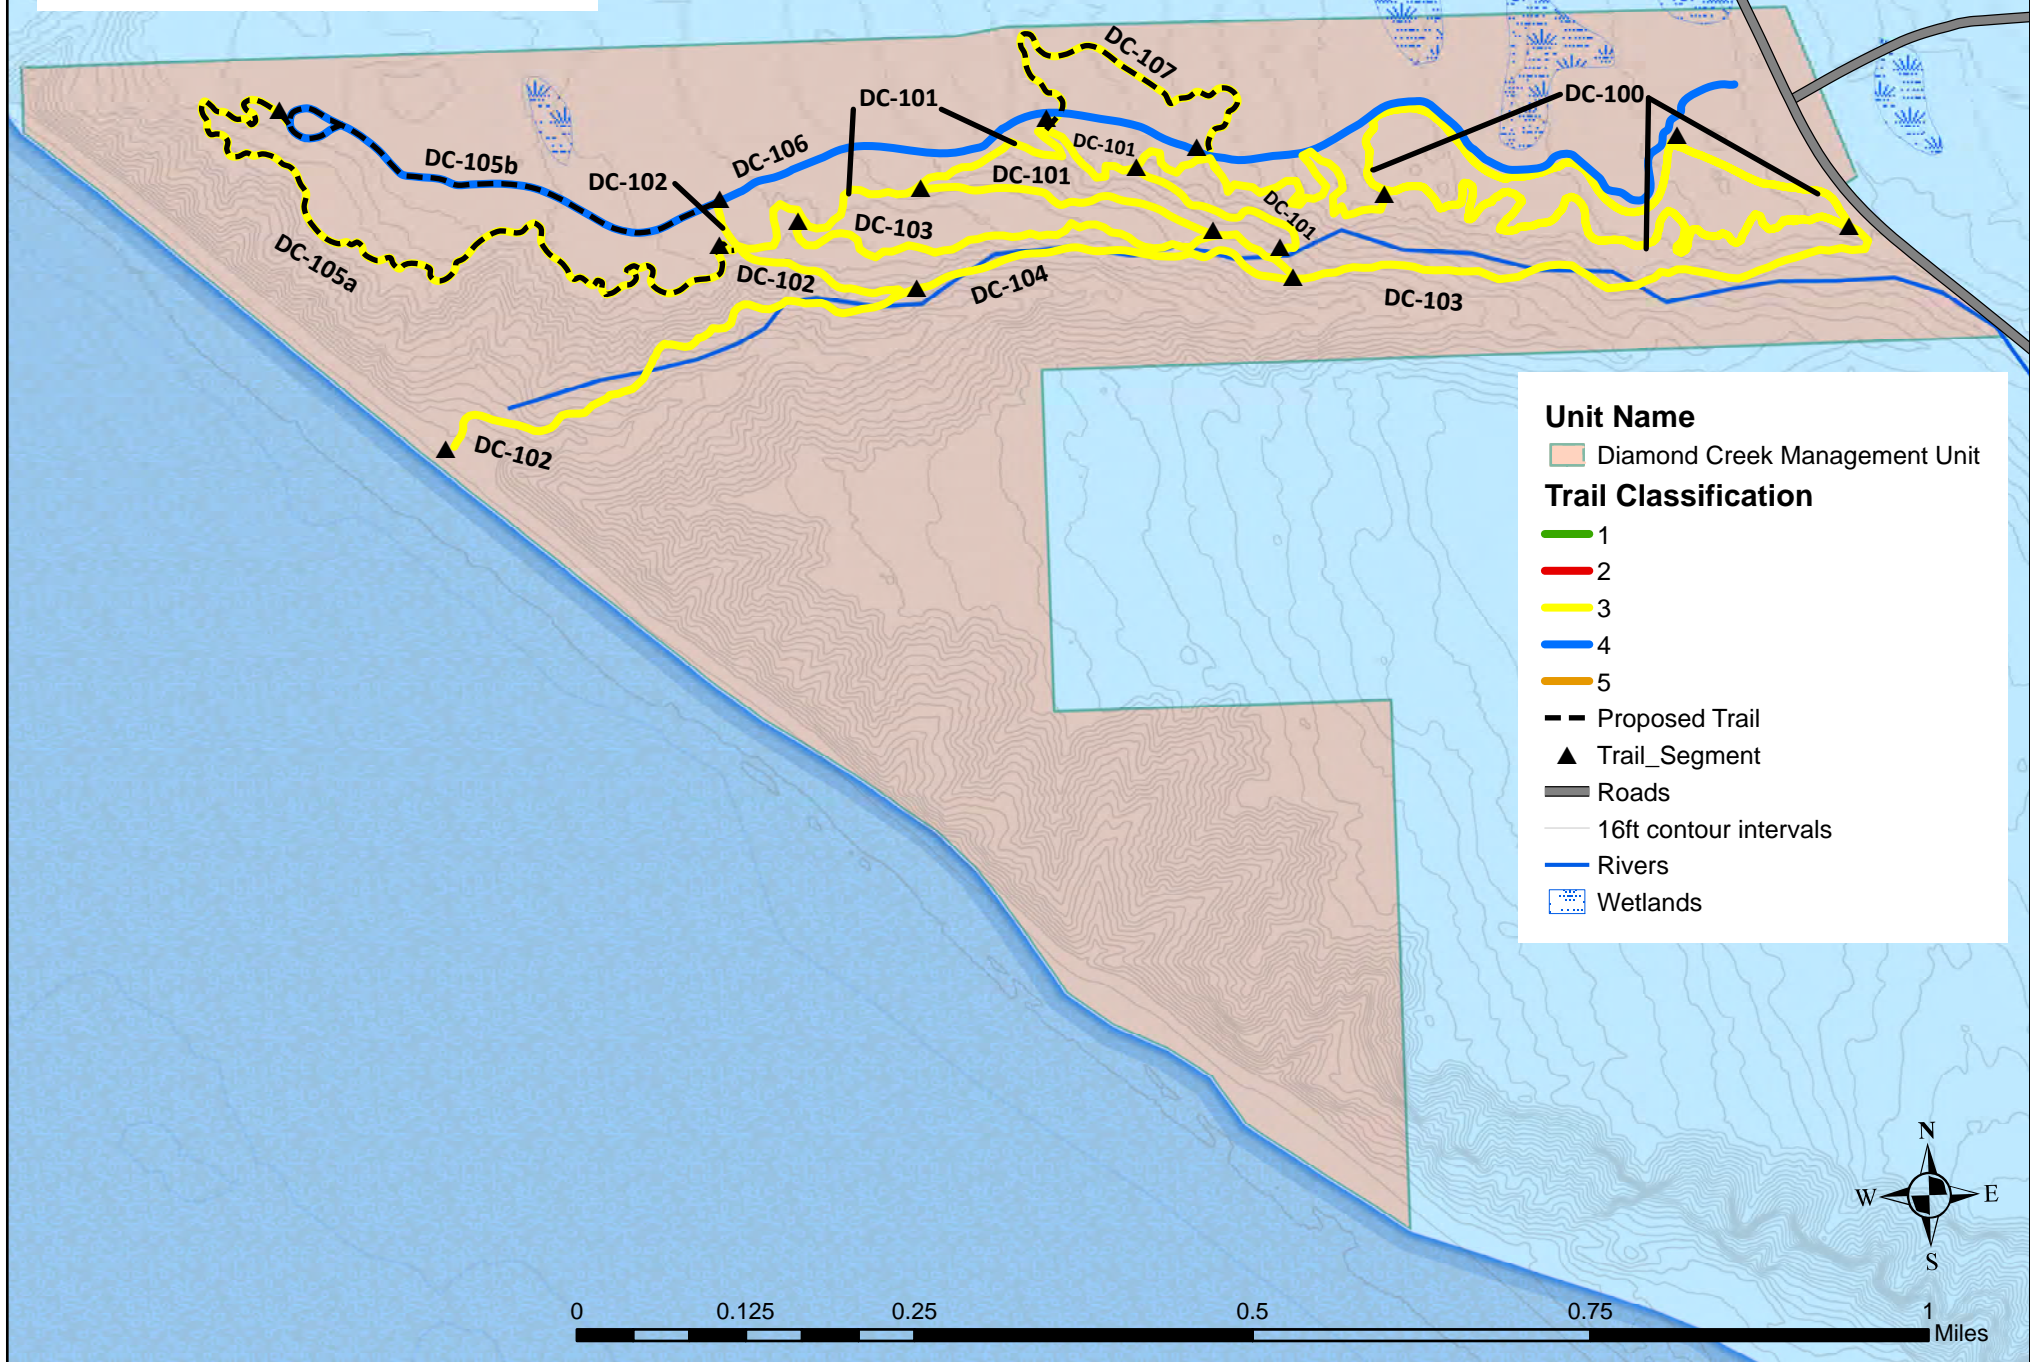 DC-107
DC-101
DC-100
DC-106
DC-101
DC-105b
DC-102
DC-101
DC-101
DC-103
DC-105a
DC-102
DC-104
DC-103
DC-102
Unit Name
Diamond Creek Management Unit
Trail Classification
1
2
3
4
5
Proposed Trail
Trail_Segment
Roads
16ft contour intervals
Rivers
Wetlands
N
W E
S
0 0.125 0.25 0.5 0.75 1
Miles